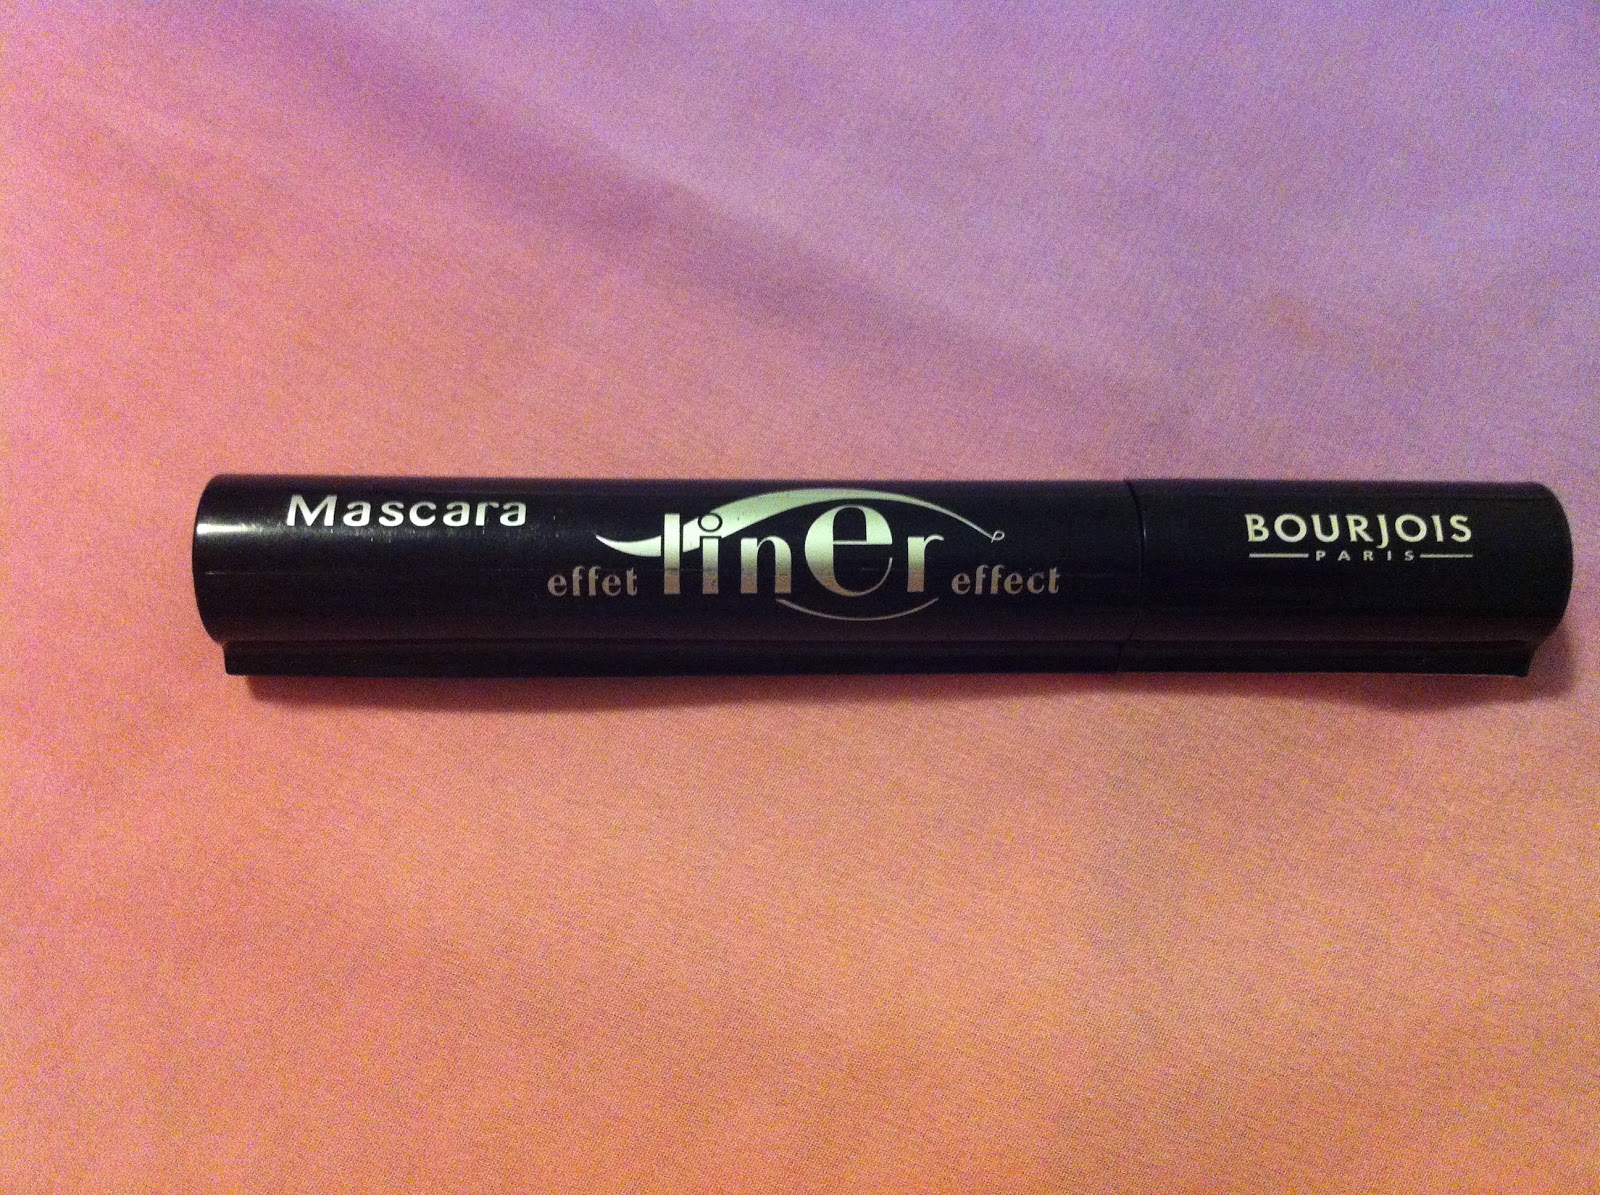 Mascara
effet liner effect
BOURJOIS
PARIS